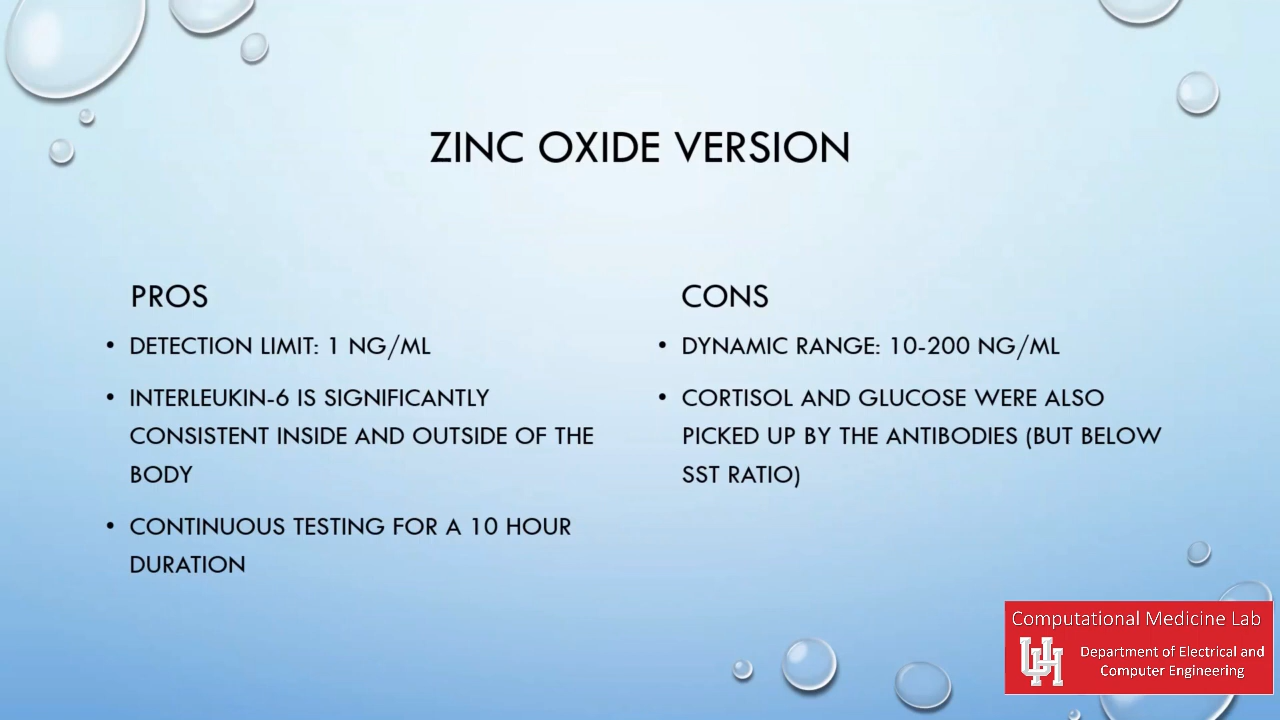 ZINC OXIDE VERSION
PROS
• DETECTION LIMIT: 1 NG/ML
• INTERLEUKIN-6 IS SIGNIFICANTLY
CONSISTENT INSIDE AND OUTSIDE OF THE
BODY
• CONTINUOUS TESTING FOR A 10 HOUR
DURATION
CONS
• DYNAMIC RANGE: 10-200 NG/ML
• CORTISOL AND GLUCOSE WERE ALSO
PICKED UP BY THE ANTIBODIES (BUT BELOW
SST RATIO)
Computational Medicine Lab
UH
Department of Electrical and
Computer Engineering